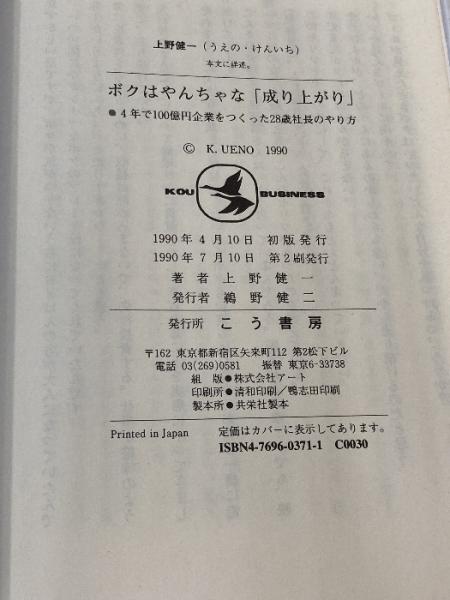 上野健一（うえの・けんいち）
本文に詳述。
ボクはやんちゃな「成り上がり」
●4年で100億円企業をつくった28歳社長のやり方
© K. UENO 1990
KOU BUSINESS
1990年4月10日 初版発行
1990年7月10日 第2刷発行
著者 上野健一
発行者 鵜野健二
発行所 こう書房
〒162 東京都新宿区矢来町112 第2松下ビル
電話 03(269)0581 振替 東京6-33738
組版●株式会社アート
印刷所●清和印刷／鴨志田印刷
製本所●共栄社製本
Printed in Japan 定価はカバーに表示してあります。
ISBN4-7696-0371-1 C0030